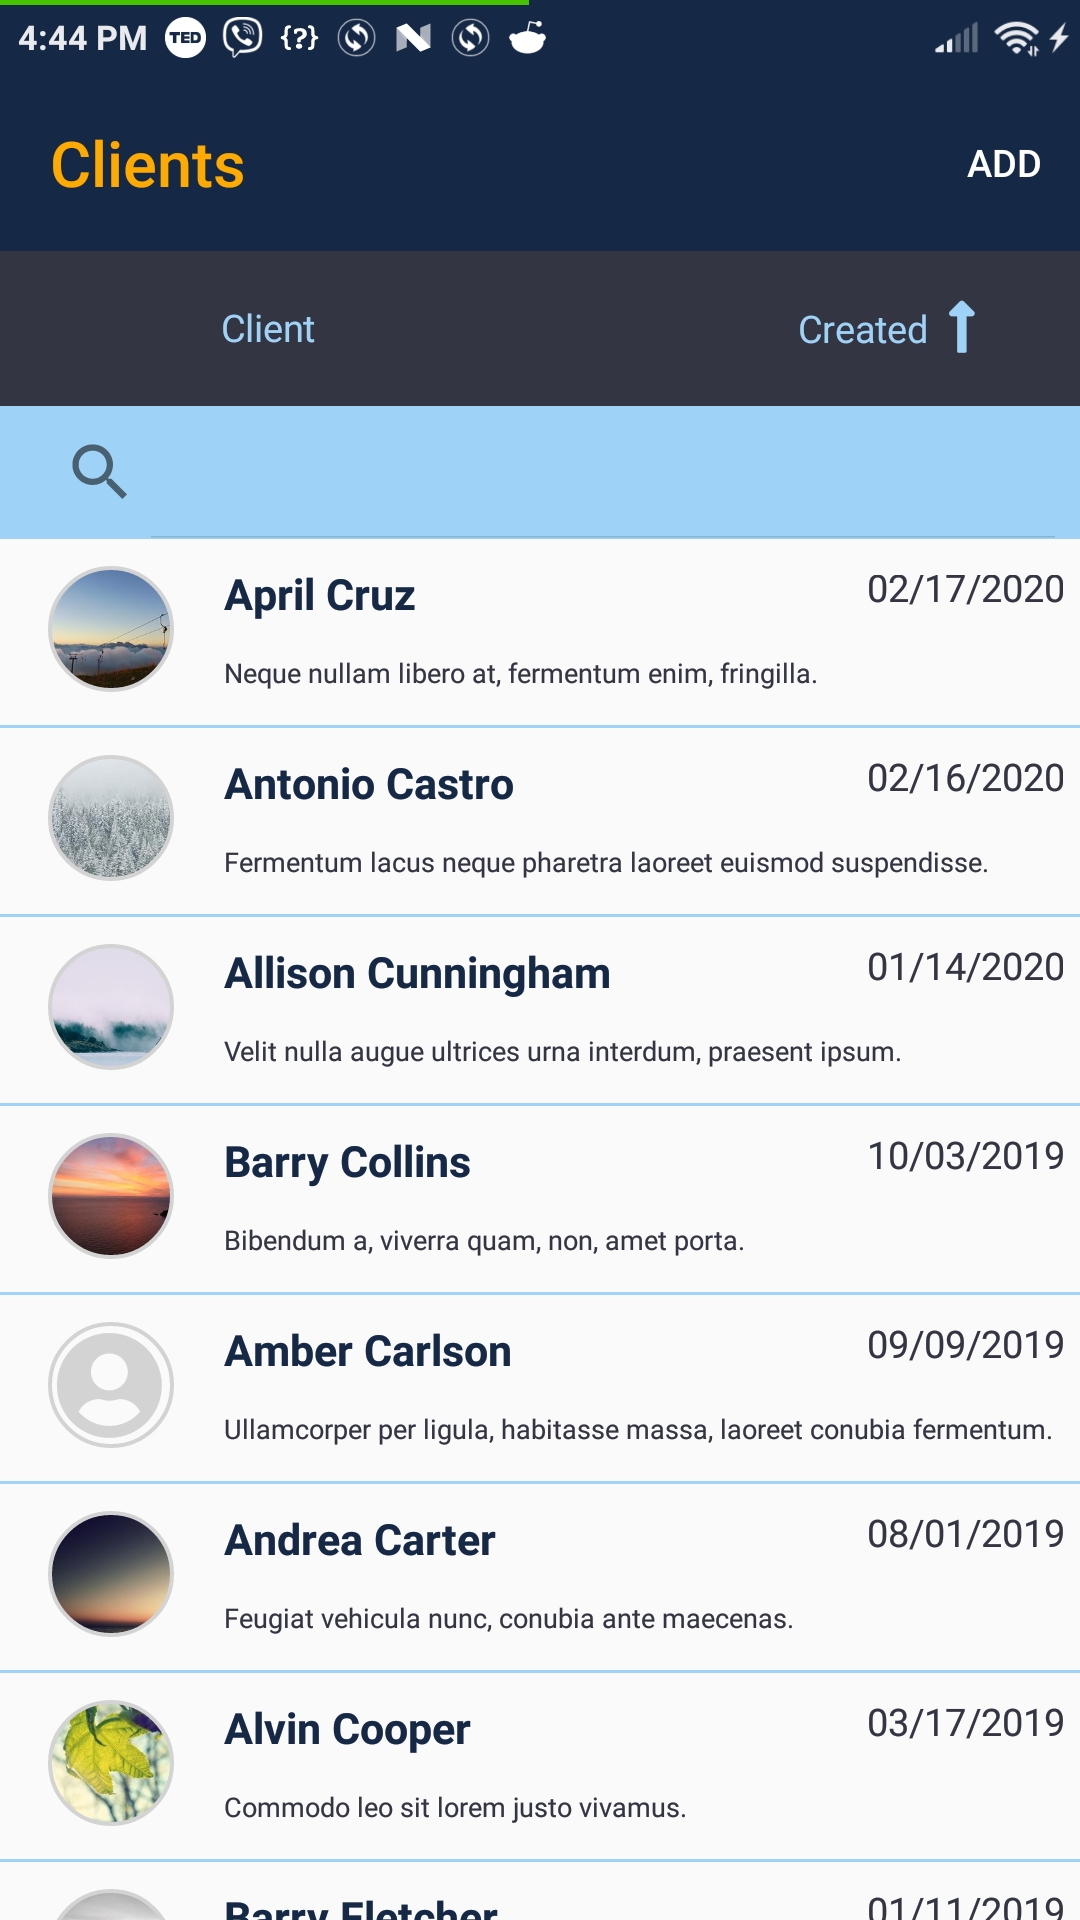 4:44 PM TED {?}
Clients ADD
Client Created
April Cruz 02/17/2020
Neque nullam libero at, fermentum enim, fringilla.
Antonio Castro 02/16/2020
Fermentum lacus neque pharetra laoreet euismod suspendisse.
Allison Cunningham 01/14/2020
Velit nulla augue ultrices urna interdum, praesent ipsum.
Barry Collins 10/03/2019
Bibendum a, viverra quam, non, amet porta.
Amber Carlson 09/09/2019
Ullamcorper per ligula, habitasse massa, laoreet conubia fermentum.
Andrea Carter 08/01/2019
Feugiat vehicula nunc, conubia ante maecenas.
Alvin Cooper 03/17/2019
Commodo leo sit lorem justo vivamus.
Barry Fletcher 01/11/2019